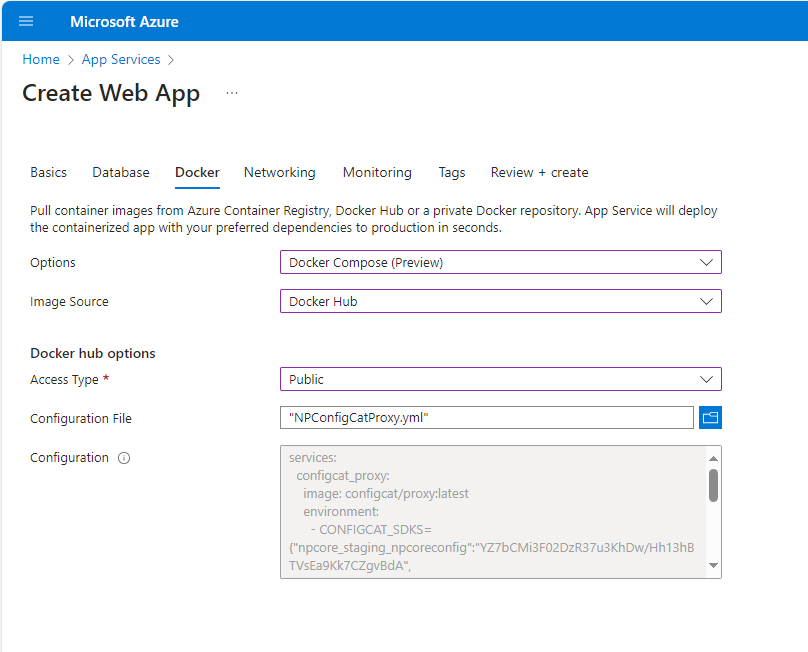 Microsoft Azure
Home > App Services >
Create Web App ...
Basics Database Docker Networking Monitoring Tags Review + create
Pull container images from Azure Container Registry, Docker Hub or a private Docker repository. App Service will deploy
the containerized app with your preferred dependencies to production in seconds.
Options Docker Compose (Preview)
Image Source Docker Hub
Docker hub options
Access Type * Public
Configuration File "NPConfigCatProxy.yml"
Configuration services:
configcat_proxy:
image: configcat/proxy:latest
environment:
- CONFIGCAT_SDKS=
{"npcore_staging_npcoreconfig":"YZ7bCMi3F02DzR37u3KhDw/Hh13hB
TVsEa9Kk7CZgvBdA",